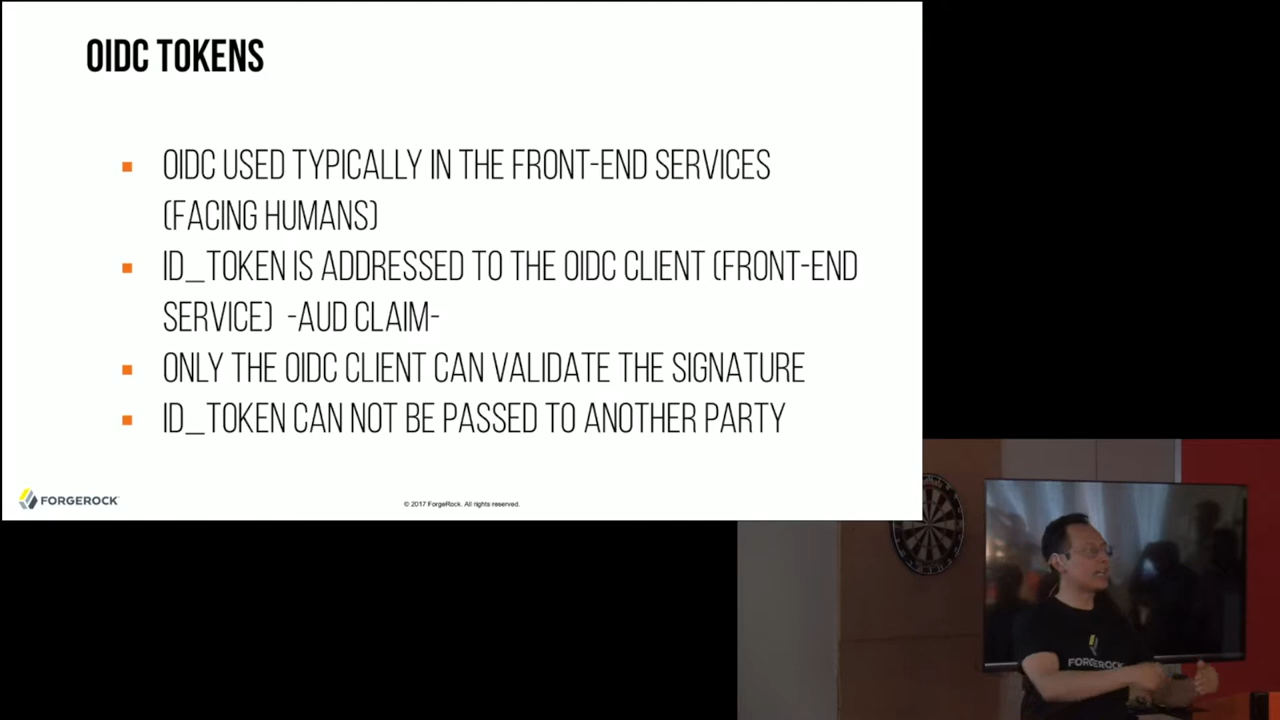 OIDC TOKENS
OIDC USED TYPICALLY IN THE FRONT-END SERVICES
(FACING HUMANS)
ID_TOKEN IS ADDRESSED TO THE OIDC CLIENT (FRONT-END
SERVICE) -AUD CLAIM-
ONLY THE OIDC CLIENT CAN VALIDATE THE SIGNATURE
ID_TOKEN CAN NOT BE PASSED TO ANOTHER PARTY
FORGEROCK
© 2017 ForgeRock. All rights reserved.
FORGEROCK